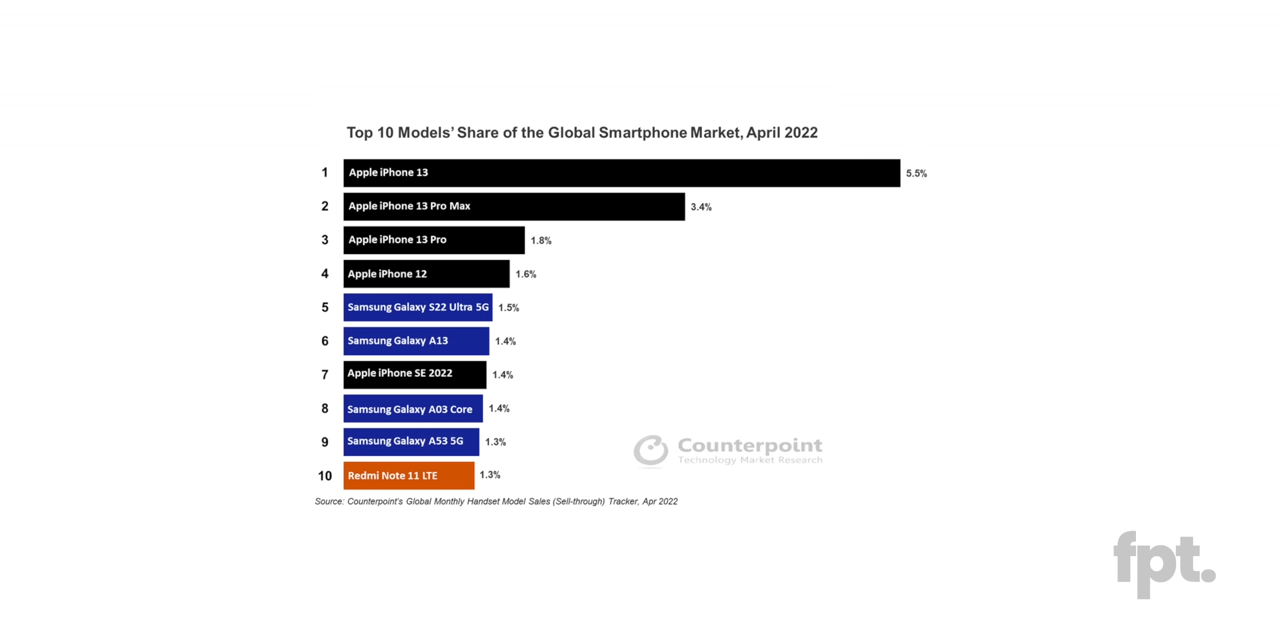 Top 10 Models' Share of the Global Smartphone Market, April 2022
1 Apple iPhone 13 5.5%
2 Apple iPhone 13 Pro Max 3.4%
3 Apple iPhone 13 Pro 1.8%
4 Apple iPhone 12 1.6%
5 Samsung Galaxy S22 Ultra 5G 1.5%
6 Samsung Galaxy A13 1.4%
7 Apple iPhone SE 2022 1.4%
8 Samsung Galaxy A03 Core 1.4%
9 Samsung Galaxy A53 5G 1.3%
10 Redmi Note 11 LTE 1.3%
Counterpoint
Technology Market Research
Source: Counterpoint's Global Monthly Handset Model Sales (Sell-through) Tracker, Apr 2022
fpt.